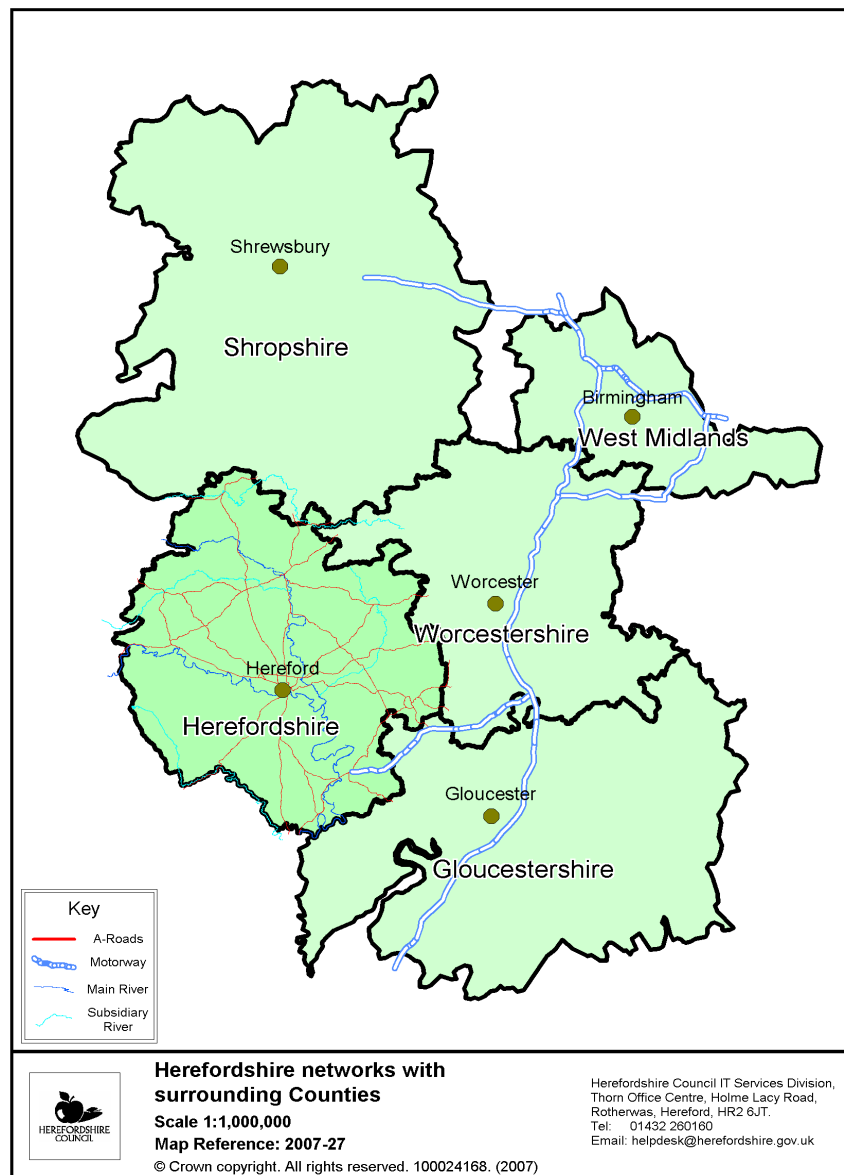 Shrewsbury
Shropshire
Birmingham
West Midlands
Worcester
Worcestershire
Hereford
Herefordshire
Gloucester
Gloucestershire
Key
A-Roads
Motorway
Main River
Subsidiary
River
HEREFORDSHIRE
COUNCIL
Herefordshire networks with
surrounding Counties
Scale 1:1,000,000
Map Reference: 2007-27
© Crown copyright. All rights reserved. 100024168. (2007)
Herefordshire Council IT Services Division,
Thorn Office Centre, Holme Lacy Road,
Rotherwas, Hereford, HR2 6JT.
Tel: 01432 260160
Email: helpdesk@herefordshire.gov.uk